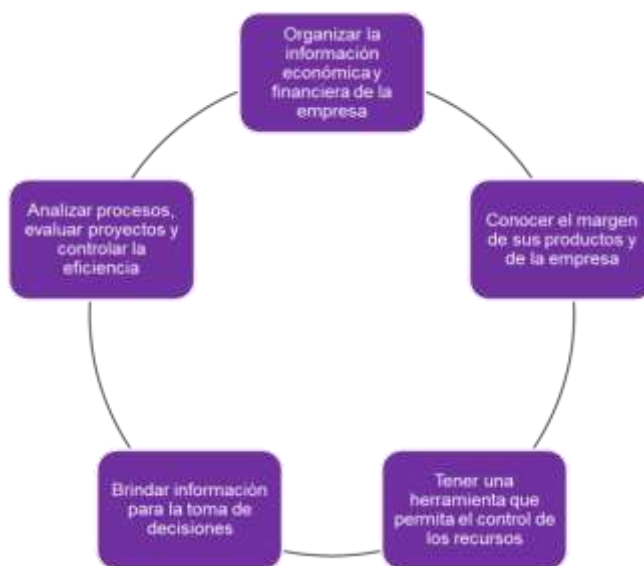 Organizar la
información
económica y
financiera de la
empresa
Conocer el margen
de sus productos y
de la empresa
Tener una
herramienta que
permita el control de
los recursos
Brindar información
para la toma de
decisiones
Analizar procesos,
evaluar proyectos y
controlar la
eficiencia